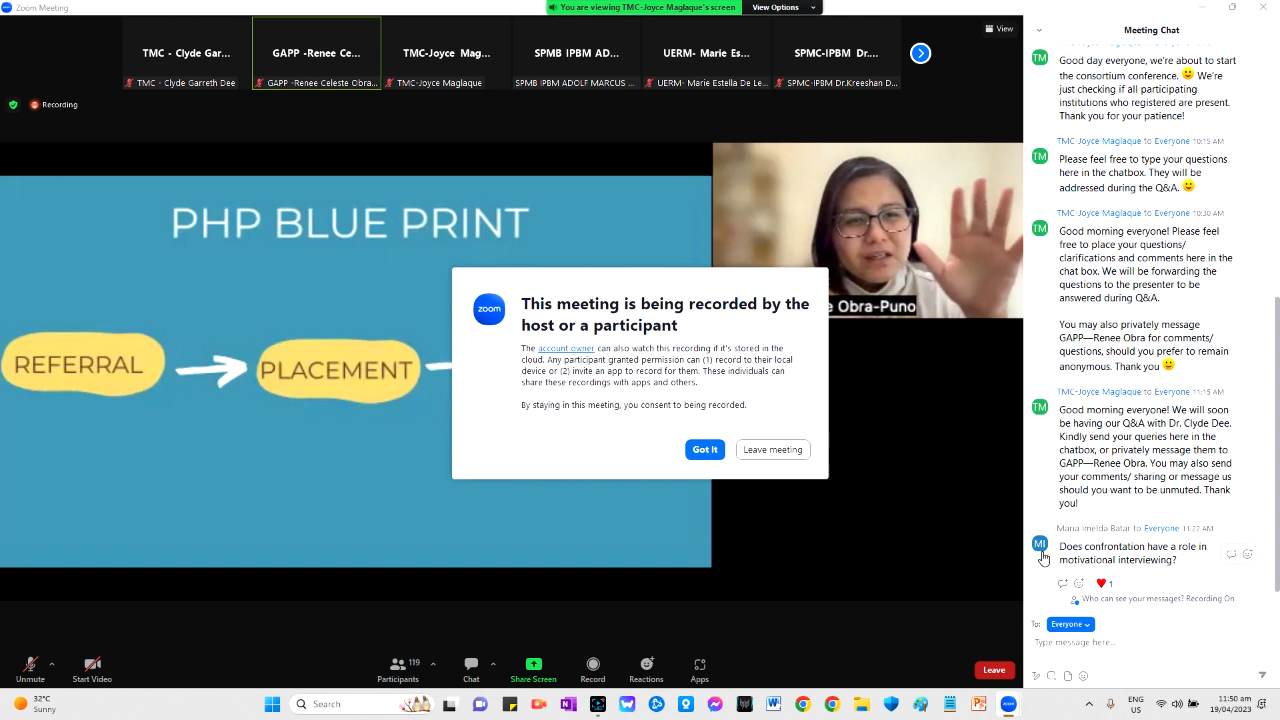 Zoom Meeting
You are viewing TMC-Joyce Maglaque's screen
View Options
TMC - Clyde Gar...
GAPP -Renee Ce...
TMC-Joyce Mag...
SPMB IPBM AD...
UERM- Marie Es...
SPMC-IPBM Dr....
View
TMC - Clyde Garreth Dee
GAPP -Renee Celeste Obra...
TMC-Joyce Maglaque
SPMB IPBM ADOLF MARCUS ...
UERM- Marie Estella De Le...
SPMC-IPBM Dr.Kreeshan D...
Recording
PHP BLUE PRINT
REFERRAL
PLACEMENT
e Obra-Puno
zoom
This meeting is being recorded by the
host or a participant
The account owner can also watch this recording if it's stored in the
cloud. Any participant granted permission can (1) record to their local
device or (2) invite an app to record for them. These individuals can
share these recordings with apps and others.
By staying in this meeting, you consent to being recorded.
Got It
Leave meeting
Meeting Chat
TM
Good day everyone, we're about to
start the consortium conference. 🙂 We're
just checking if all participating
institutions who registered are present.
Thank you for your patience!
TMC-Joyce Maglaque to Everyone 10:15 AM
TM
Please feel free to type your questions
here in the chatbox. They will be
addressed during the Q&A. 🙂
TMC-Joyce Maglaque to Everyone 10:30 AM
TM
Good morning everyone! Please feel
free to place your questions/
clarifications and comments here in the
chat box. We will be forwarding the
questions to the presenter to be
answered during Q&A.
You may also privately message
GAPP—Renee Obra for comments/
questions, should you prefer to remain
anonymous. Thank you 🙂
TMC-Joyce Maglaque to Everyone 11:15 AM
TM
Good morning everyone! We will soon
be having our Q&A with Dr. Clyde Dee.
Kindly send your queries here in the
chatbox, or privately message them to
GAPP—Renee Obra. You may also send
your comments/ sharing or message us
should you want to be unmuted. Thank
you!
Maria Imelda Batar to Everyone 11:22 AM
MI
Does confrontation have a role in
motivational interviewing?
1
Who can see your messages? Recording On
To: Everyone
Type message here...
Unmute
Start Video
119
Participants
Chat
Share Screen
Record
Reactions
Apps
Leave
32°C
Sunny
Search
ENG
US
11:50 am
19/04/2023